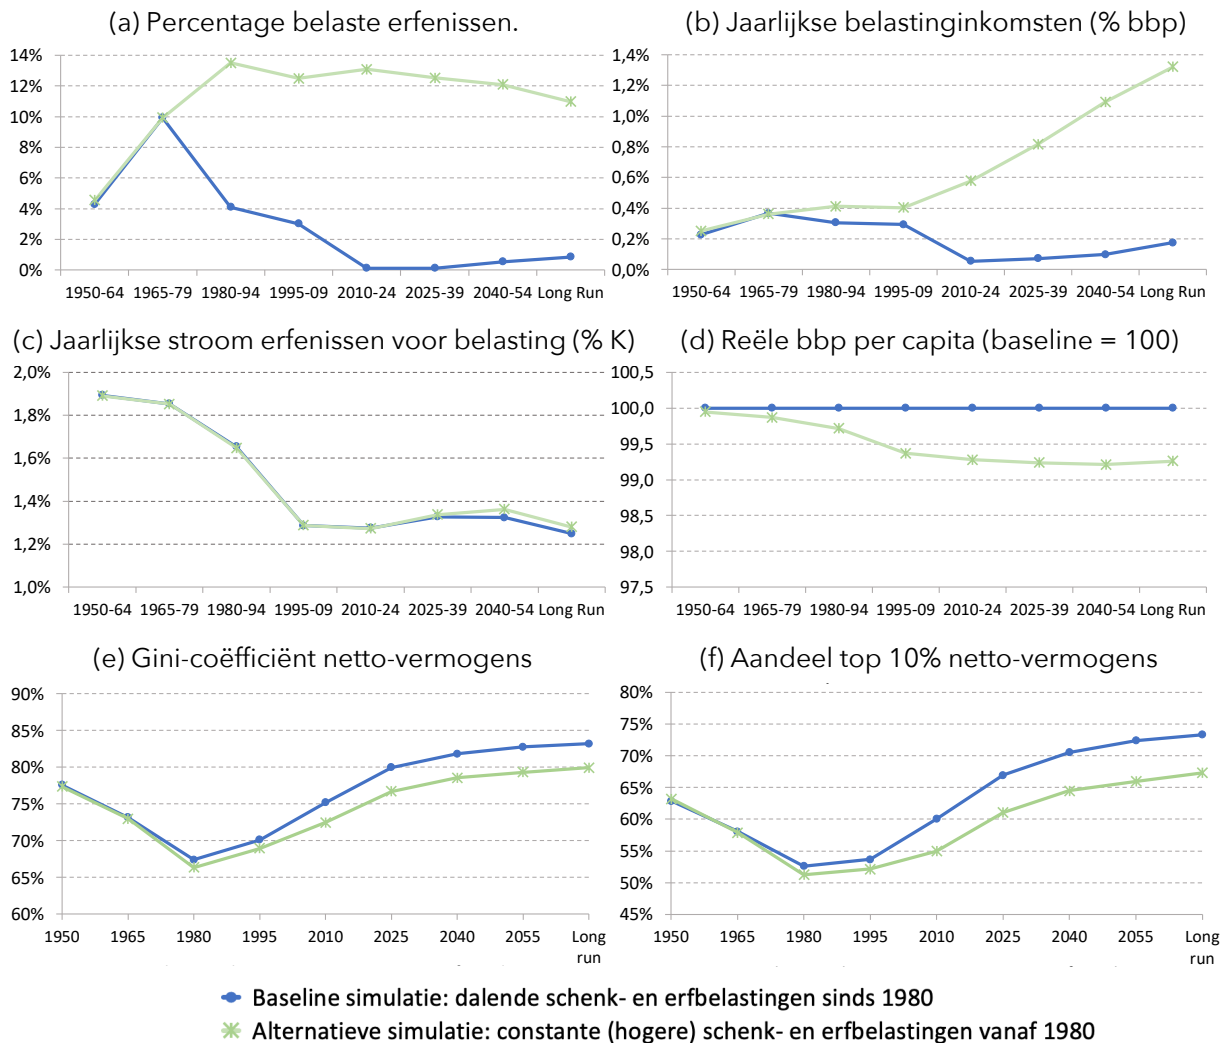 (a) Percentage belaste erfenissen.
14%
12%
10%
8%
6%
4%
2%
0%
1950-64 1965-79 1980-94 1995-09 2010-24 2025-39 2040-54 Long Run
(b) Jaarlijkse belastinginkomsten (% bbp)
1,4%
1,2%
1,0%
0,8%
0,6%
0,4%
0,2%
0,0%
1950-64 1965-79 1980-94 1995-09 2010-24 2025-39 2040-54 Long Run
(c) Jaarlijkse stroom erfenissen voor belasting (% K)
2,0%
1,8%
1,6%
1,4%
1,2%
1,0%
1950-64 1965-79 1980-94 1995-09 2010-24 2025-39 2040-54 Long Run
(d) Reële bbp per capita (baseline = 100)
100,5
100,0
99,5
99,0
98,5
98,0
97,5
1950-64 1965-79 1980-94 1995-09 2010-24 2025-39 2040-54 Long Run
(e) Gini-coëfficiënt netto-vermogens
90%
85%
80%
75%
70%
65%
60%
1950 1965 1980 1995 2010 2025 2040 2055 Long
run
(f) Aandeel top 10% netto-vermogens
80%
75%
70%
65%
60%
55%
50%
45%
1950 1965 1980 1995 2010 2025 2040 2055 Long
run
Baseline simulatie: dalende schenk- en erfbelastingen sinds 1980
Alternatieve simulatie: constante (hogere) schenk- en erfbelastingen vanaf 1980